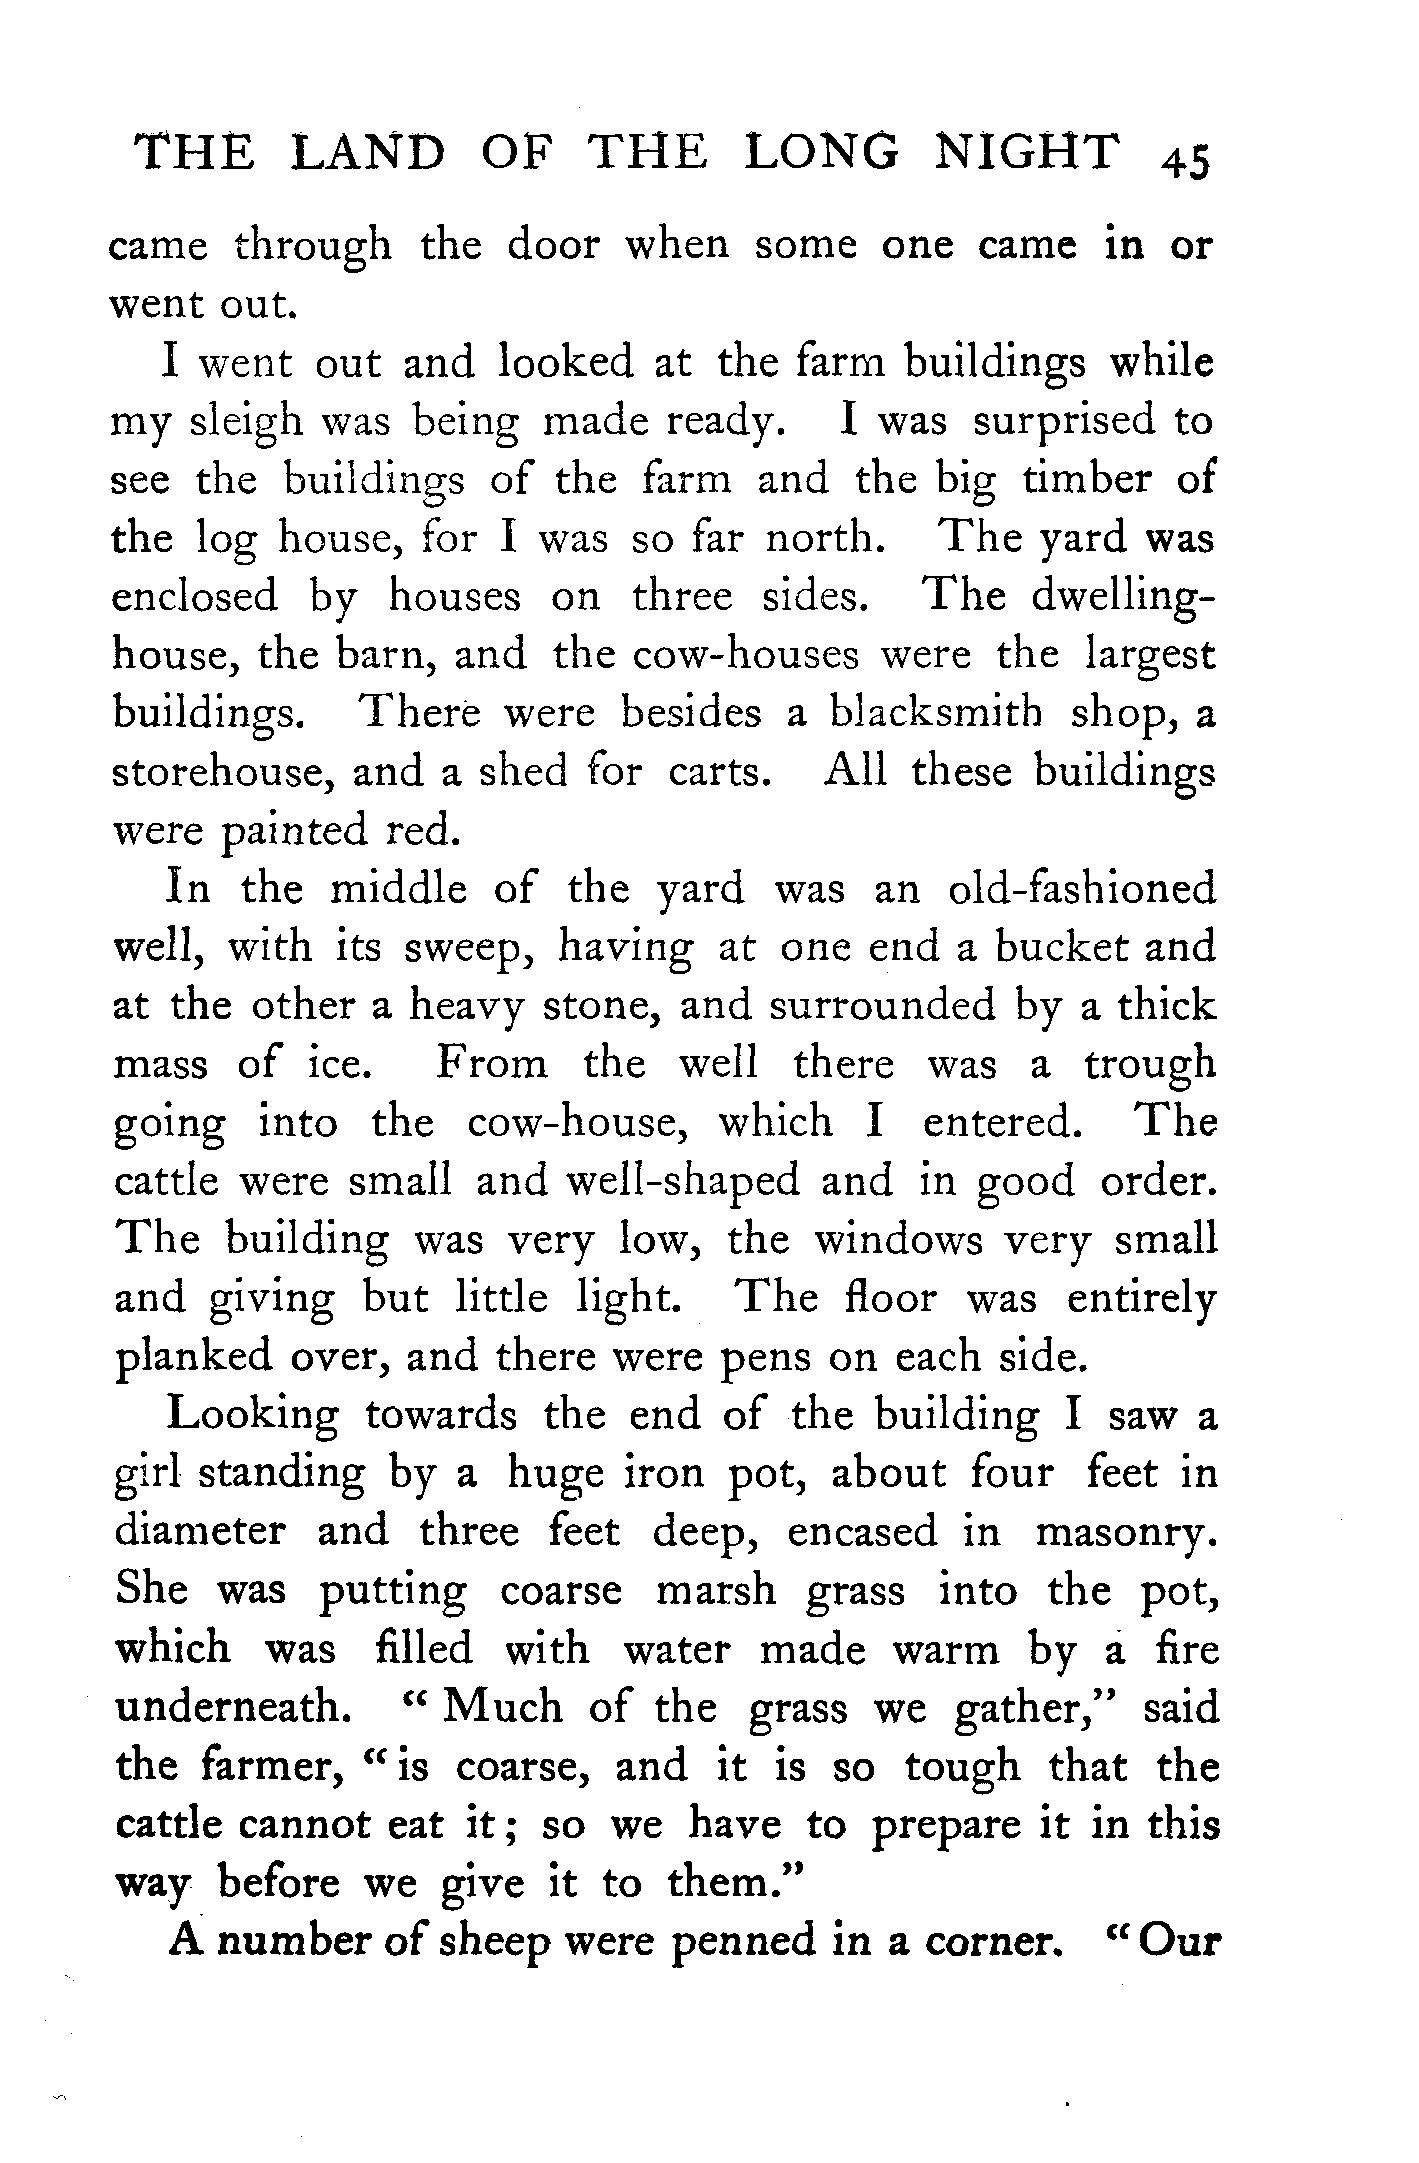 THE LAND OF THE LONG NIGHT 45
came through the door when some one came in or
went out.
I went out and looked at the farm buildings while
my sleigh was being made ready. I was surprised to
see the buildings of the farm and the big timber of
the log house, for I was so far north. The yard was
enclosed by houses on three sides. The dwelling-
house, the barn, and the cow-houses were the largest
buildings. There were besides a blacksmith shop, a
storehouse, and a shed for carts. All these buildings
were painted red.
In the middle of the yard was an old-fashioned
well, with its sweep, having at one end a bucket and
at the other a heavy stone, and surrounded by a thick
mass of ice. From the well there was a trough
going into the cow-house, which I entered. The
cattle were small and well-shaped and in good order.
The building was very low, the windows very small
and giving but little light. The floor was entirely
planked over, and there were pens on each side.
Looking towards the end of the building I saw a
girl standing by a huge iron pot, about four feet in
diameter and three feet deep, encased in masonry.
She was putting coarse marsh grass into the pot,
which was filled with water made warm by a fire
underneath. “ Much of the grass we gather,” said
the farmer, “ is coarse, and it is so tough that the
cattle cannot eat it ; so we have to prepare it in this
way before we give it to them.”
A number of sheep were penned in a corner. “ Our